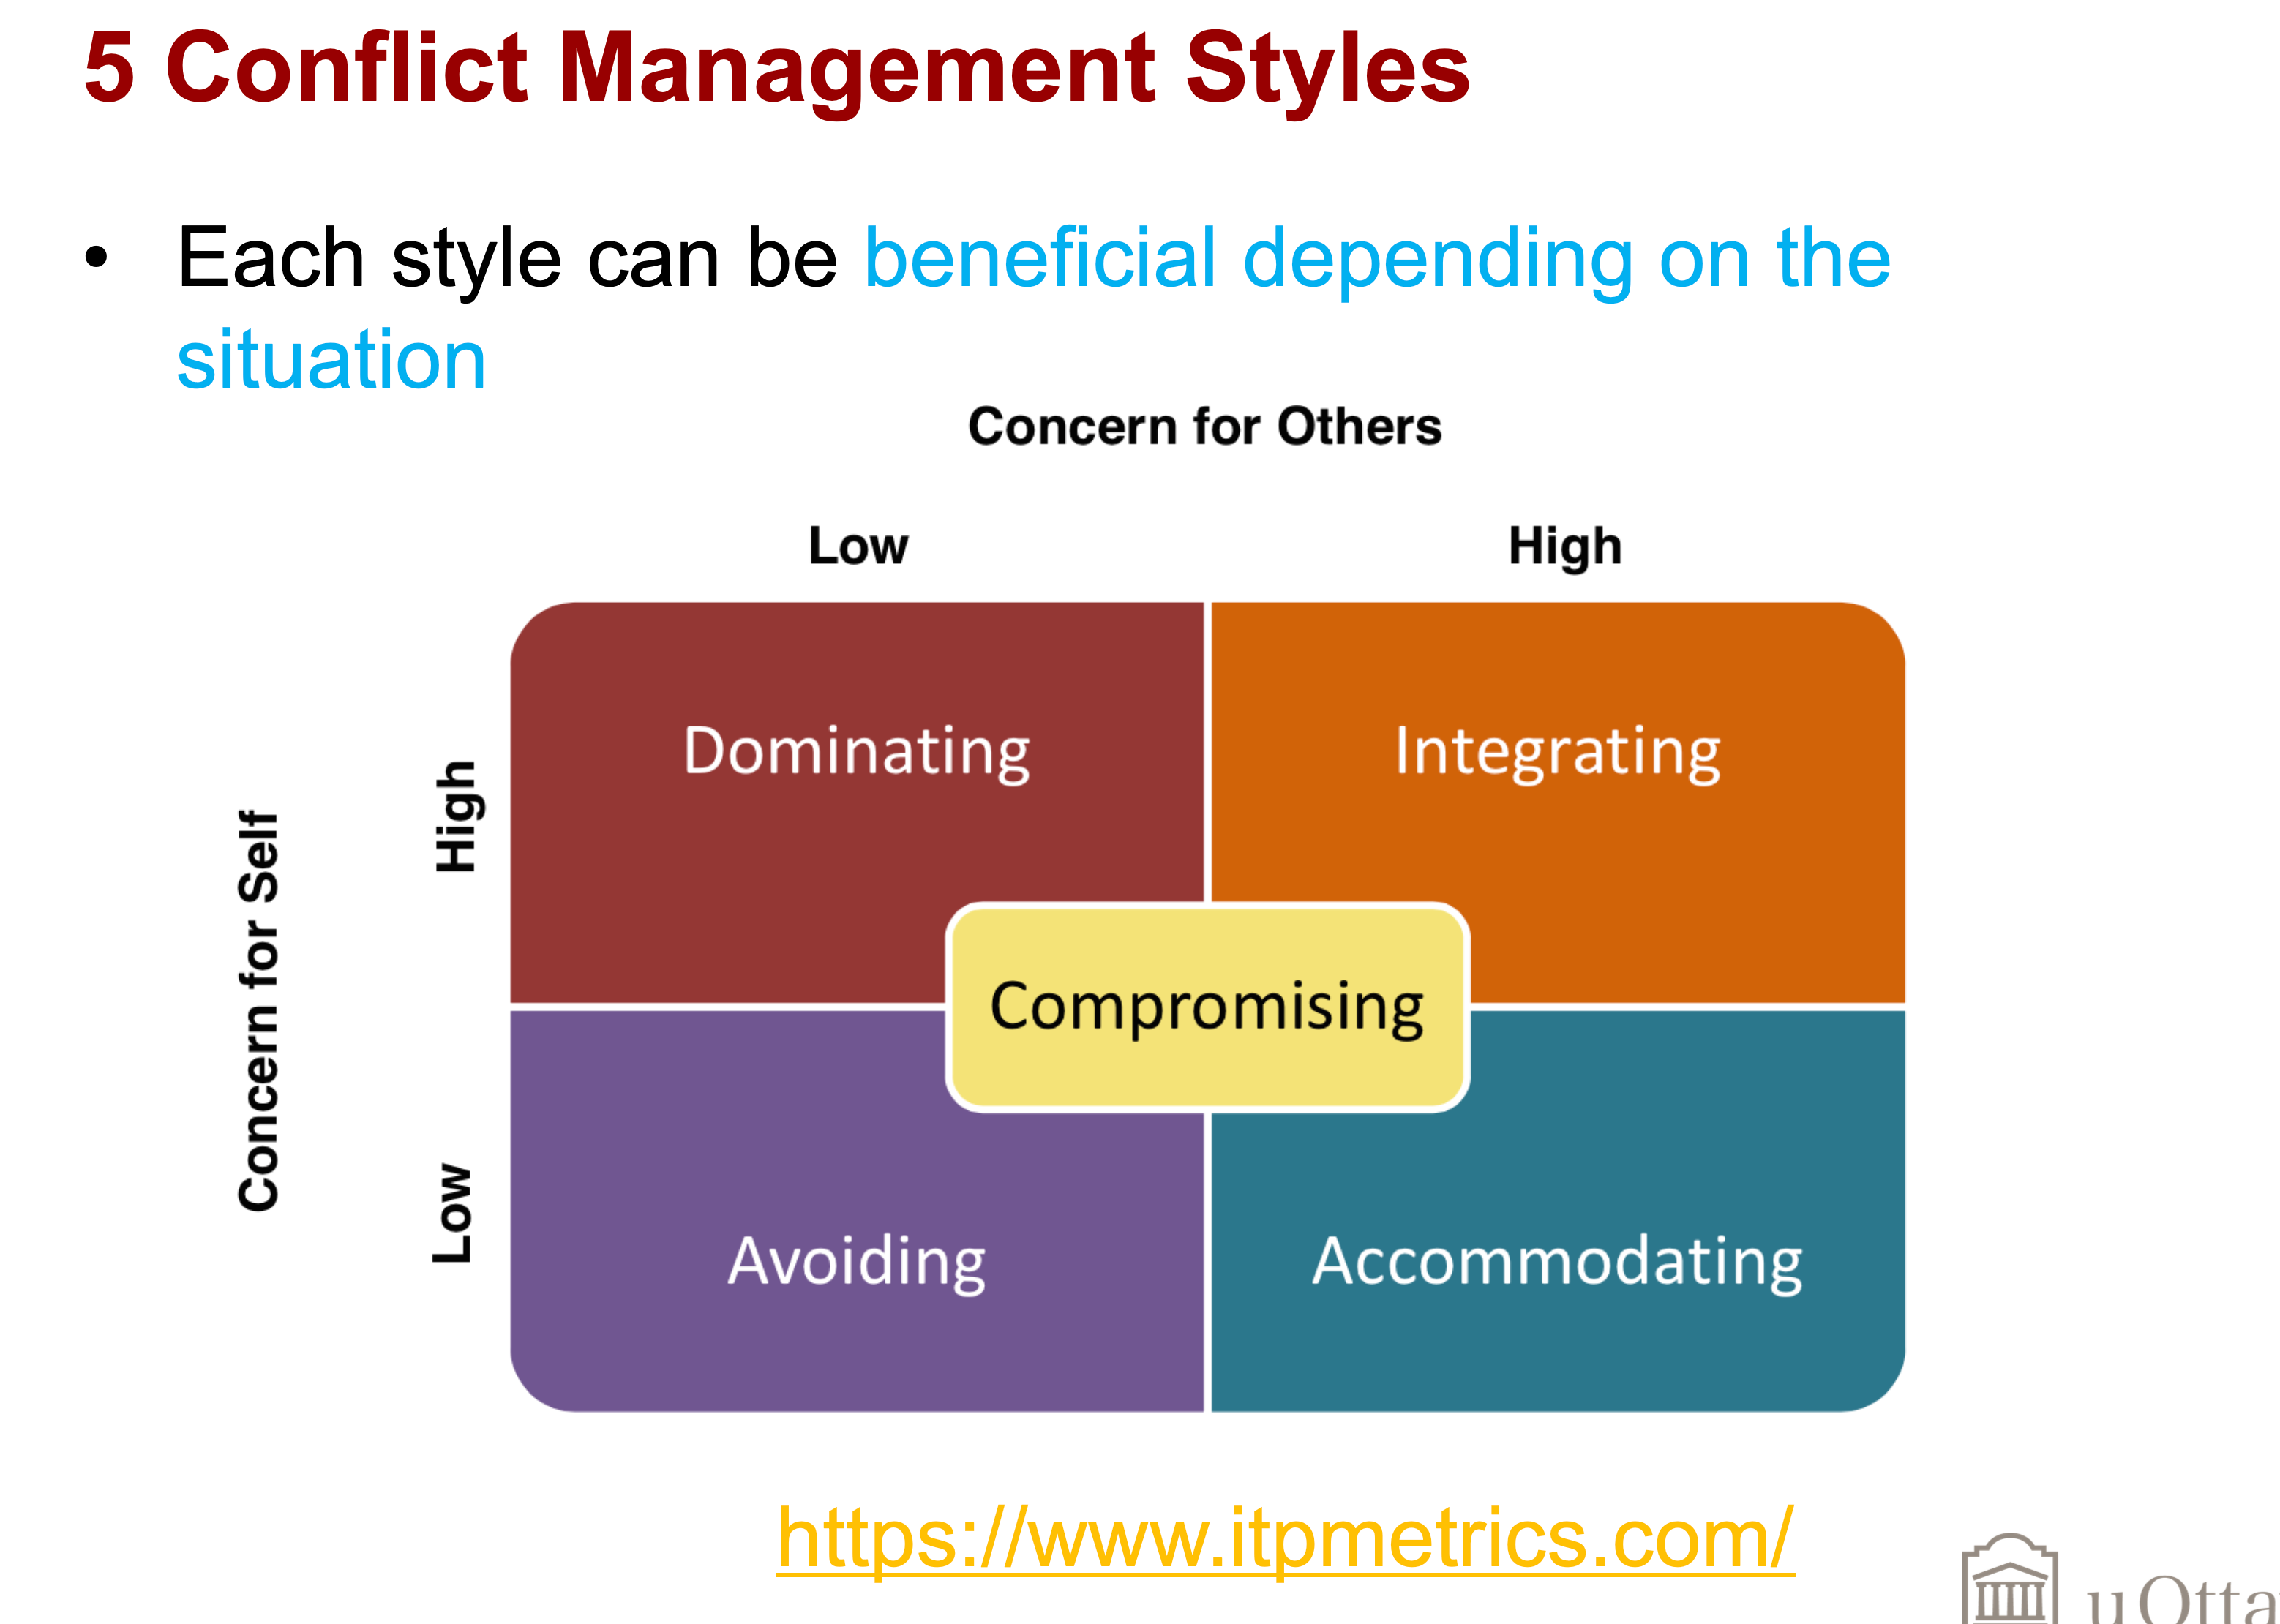 5 Conflict Management Styles
• Each style can be beneficial depending on the
situation
Concern for Others
Low High
Concern for Self
High
Dominating Integrating
Compromising
Low
Avoiding Accommodating
https://www.itpmetrics.com/
uOtta